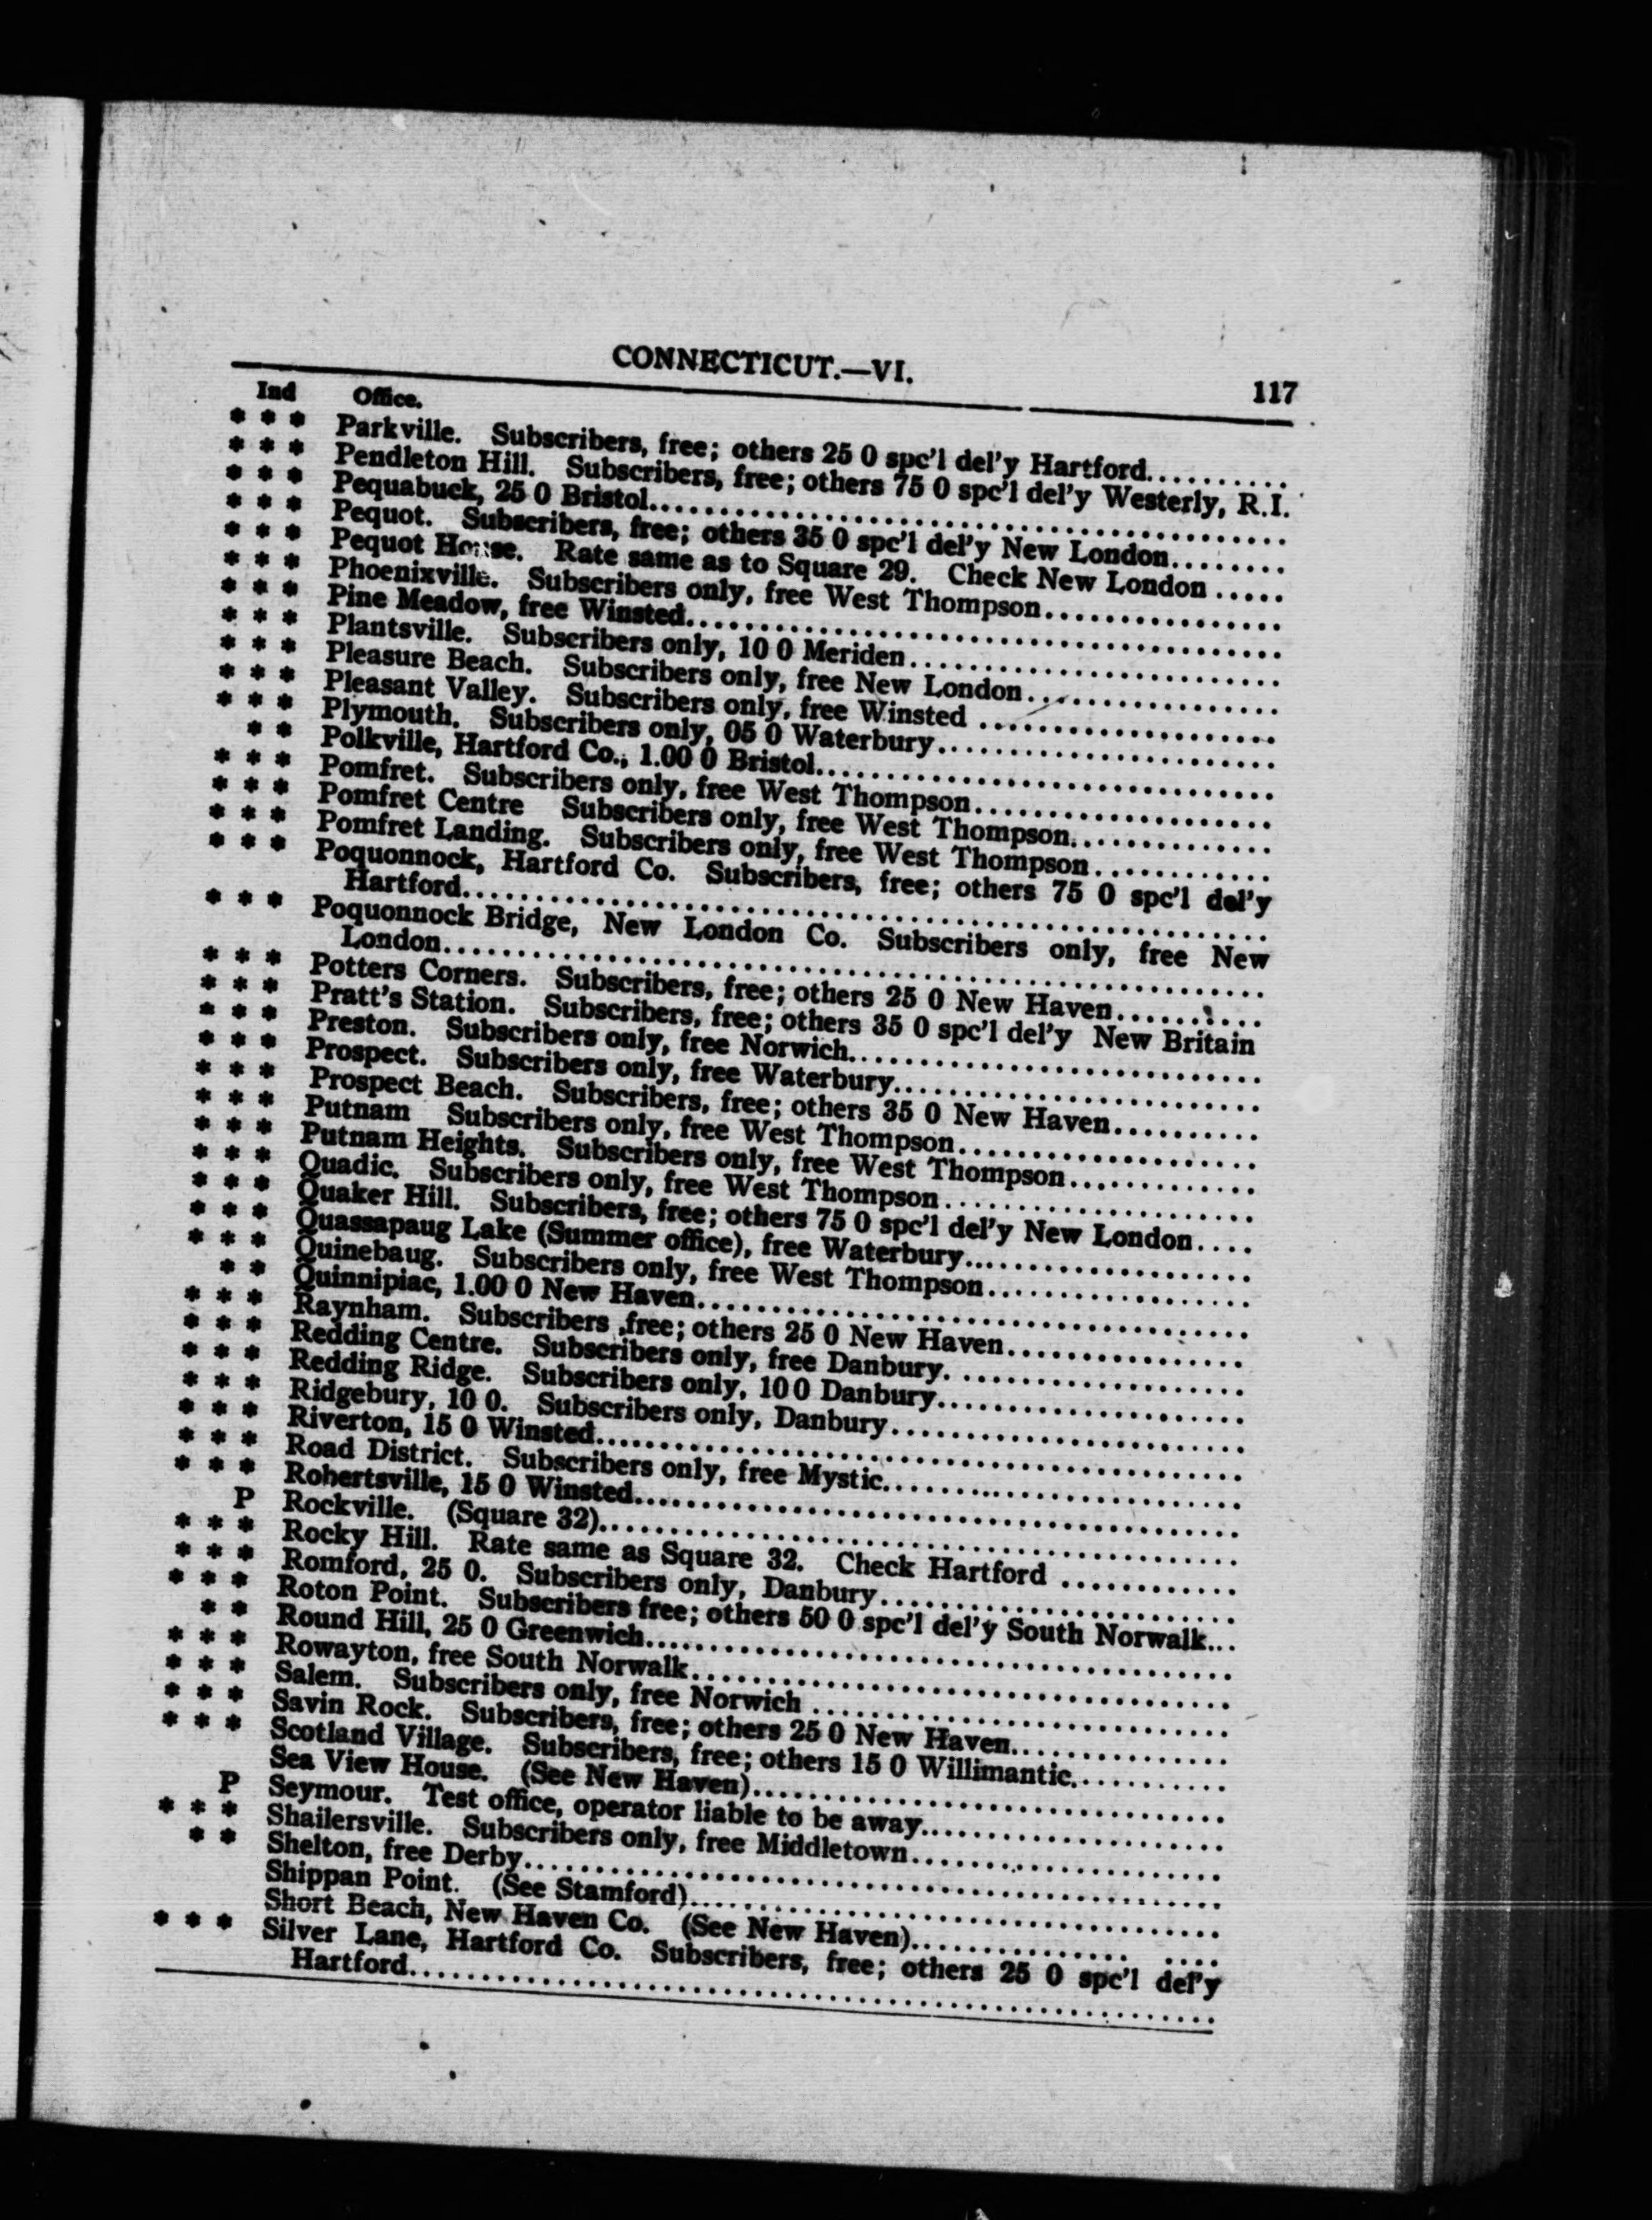 CONNECTICUT.—VI. 117
Ind Office.
* * * Parkville. Subscribers, free; others 25 0 spc'l del'y Hartford..........
* * * Pendleton Hill. Subscribers, free; others 75 0 spc'l del'y Westerly, R.I.
* * * Pequabuck, 25 0 Bristol..........
* * * Pequot. Subscribers, free; others 35 0 spc'l del'y New London.........
* * * Pequot House. Rate same as to Square 29. Check New London .....
* * * Phoenixville. Subscribers only, free West Thompson..........
* * * Pine Meadow, free Winsted..........
* * * Plantsville. Subscribers only, 10 0 Meriden..........
* * * Pleasure Beach. Subscribers only, free New London..........
* * * Pleasant Valley. Subscribers only, free Winsted ..........
* * * Plymouth. Subscribers only, 05 0 Waterbury..........
* * Polkville, Hartford Co., 1.00 0 Bristol..........
* * * Pomfret. Subscribers only, free West Thompson..........
* * * Pomfret Centre Subscribers only, free West Thompson..........
* * * Pomfret Landing. Subscribers only, free West Thompson..........
* * * Poquonnock, Hartford Co. Subscribers, free; others 75 0 spc'l del'y
Hartford..........
* * * Poquonnock Bridge, New London Co. Subscribers only, free New
London..........
* * * Potters Corners. Subscribers, free; others 25 0 New Haven..........
* * * Pratt's Station. Subscribers, free; others 35 0 spc'l del'y New Britain
* * * Preston. Subscribers only, free Norwich..........
* * * Prospect. Subscribers only, free Waterbury..........
* * * Prospect Beach. Subscribers, free; others 35 0 New Haven..........
* * * Putnam Subscribers only, free West Thompson..........
* * * Putnam Heights. Subscribers only, free West Thompson..........
* * * Quadic. Subscribers only, free West Thompson..........
* * * Quaker Hill. Subscribers, free; others 75 0 spc'l del'y New London....
* * * Quassapaug Lake (Summer office), free Waterbury..........
* * * Quinebaug. Subscribers only, free West Thompson..........
* * Quinnipiac, 1.00 0 New Haven..........
* * * Raynham. Subscribers ,free; others 25 0 New Haven..........
* * * Redding Centre. Subscribers only, free Danbury..........
* * * Redding Ridge. Subscribers only, 10 0 Danbury..........
* * * Ridgebury, 10 0. Subscribers only, Danbury..........
* * * Riverton, 15 0 Winsted..........
* * * Road District. Subscribers only, free Mystic..........
* * * Robertsville, 15 0 Winsted..........
P Rockville. (Square 32)..........
* * * Rocky Hill. Rate same as Square 32. Check Hartford ..........
* * * Romford, 25 0. Subscribers only, Danbury..........
* * * Roton Point. Subscribers free; others 50 0 spc'l del'y South Norwalk...
* * Round Hill, 25 0 Greenwich..........
* * * Rowayton, free South Norwalk..........
* * * Salem. Subscribers only, free Norwich ..........
* * * Savin Rock. Subscribers, free; others 25 0 New Haven..........
* * * Scotland Village. Subscribers, free; others 15 0 Willimantic..........
Sea View House. (See New Haven)..........
P Seymour. Test office, operator liable to be away..........
* * * Shailersville. Subscribers only, free Middletown..........
* * Shelton, free Derby..........
Shippan Point. (See Stamford)..........
Short Beach, New Haven Co. (See New Haven)..........
* * * Silver Lane, Hartford Co. Subscribers, free; others 25 0 spc'l del'y
Hartford..........